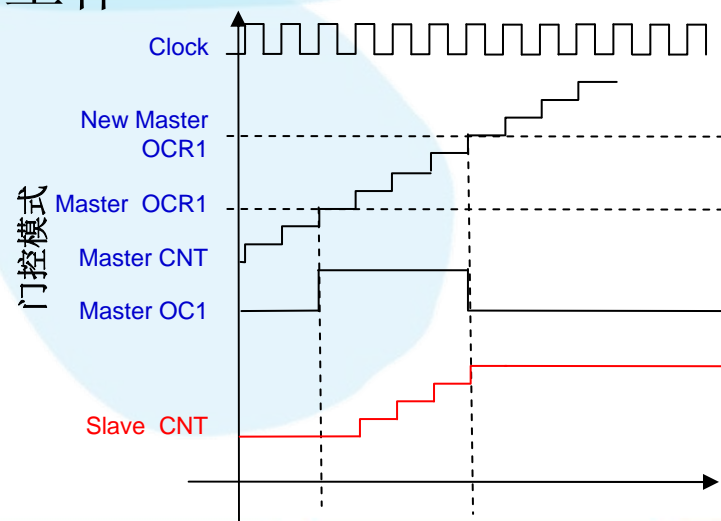 Clock
New Master
OCR1
Master OCR1
Master CNT
Master OC1
Slave CNT
门控模式